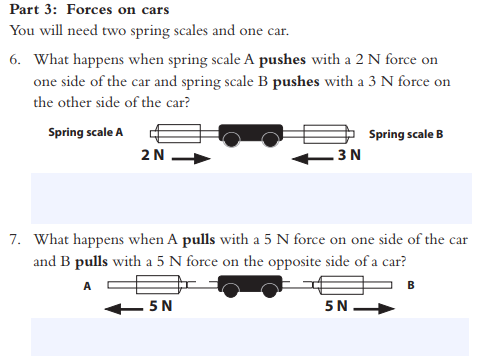 Part 3: Forces on cars
You will need two spring scales and one car.
6. What happens when spring scale A pushes with a 2 N force on
one side of the car and spring scale B pushes with a 3 N force on
the other side of the car?
Spring scale A
Spring scale B
2 N
3 N
7. What happens when A pulls with a 5 N force on one side of the car
and B pulls with a 5 N force on the opposite side of a car?
A
B
5 N
5 N